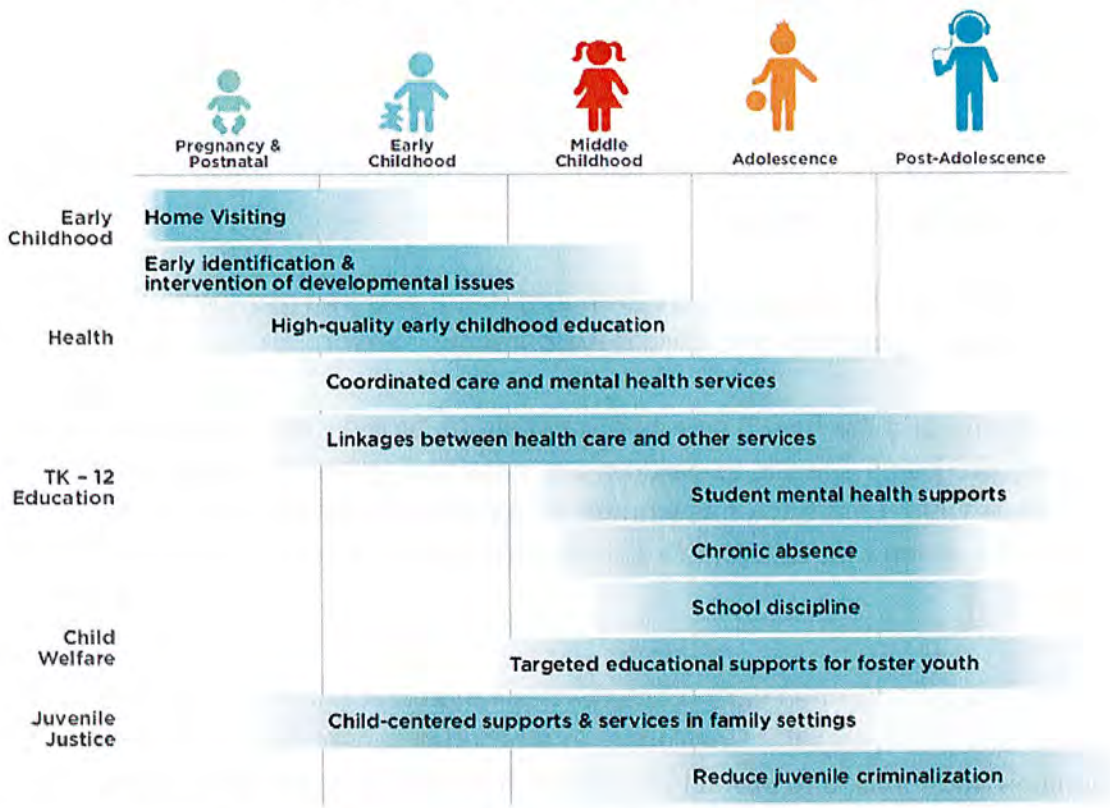 Pregnancy &
Postnatal
Early
Childhood
Middle
Childhood
Adolescence
Post-Adolescence
Early
Childhood
Home Visiting
Early identification &
intervention of developmental issues
Health
High-quality early childhood education
Coordinated care and mental health services
Linkages between health care and other services
TK - 12
Education
Student mental health supports
Chronic absence
School discipline
Child
Welfare
Targeted educational supports for foster youth
Juvenile
Justice
Child-centered supports & services in family settings
Reduce juvenile criminalization